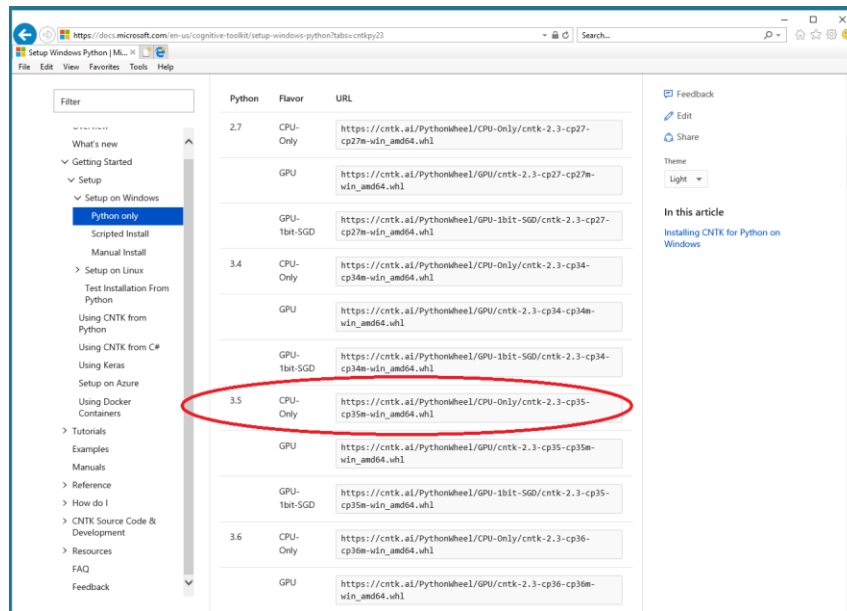 https://docs.microsoft.com/en-us/cognitive-toolkit/setup-windows-python?tabs=cntkpy23
Search...
Setup Windows Python | Mi...
File Edit View Favorites Tools Help
Filter
What's new
Getting Started
Setup
Setup on Windows
Python only
Scripted Install
Manual Install
Setup on Linux
Test Installation From
Python
Using CNTK from
Python
Using CNTK from C#
Using Keras
Setup on Azure
Using Docker
Containers
Tutorials
Examples
Manuals
Reference
How do I
CNTK Source Code &
Development
Resources
FAQ
Feedback
Python Flavor URL
2.7 CPU- https://cntk.ai/PythonWheel/CPU-Only/cntk-2.3-cp27-
Only cp27m-win_amd64.whl
GPU https://cntk.ai/PythonWheel/GPU/cntk-2.3-cp27-cp27m-
win_amd64.whl
GPU- https://cntk.ai/PythonWheel/GPU-1bit-SGD/cntk-2.3-cp27-
1bit-SGD cp27m-win_amd64.whl
3.4 CPU- https://cntk.ai/PythonWheel/CPU-Only/cntk-2.3-cp34-
Only cp34m-win_amd64.whl
GPU https://cntk.ai/PythonWheel/GPU/cntk-2.3-cp34-cp34m-
win_amd64.whl
GPU- https://cntk.ai/PythonWheel/GPU-1bit-SGD/cntk-2.3-cp34-
1bit-SGD cp34m-win_amd64.whl
3.5 CPU- https://cntk.ai/PythonWheel/CPU-Only/cntk-2.3-cp35-
Only cp35m-win_amd64.whl
GPU https://cntk.ai/PythonWheel/GPU/cntk-2.3-cp35-cp35m-
win_amd64.whl
GPU- https://cntk.ai/PythonWheel/GPU-1bit-SGD/cntk-2.3-cp35-
1bit-SGD cp35m-win_amd64.whl
3.6 CPU- https://cntk.ai/PythonWheel/CPU-Only/cntk-2.3-cp36-
Only cp36m-win_amd64.whl
GPU https://cntk.ai/PythonWheel/GPU/cntk-2.3-cp36-cp36m-
win_amd64.whl
Feedback
Edit
Share
Theme
Light
In this article
Installing CNTK for Python on
Windows